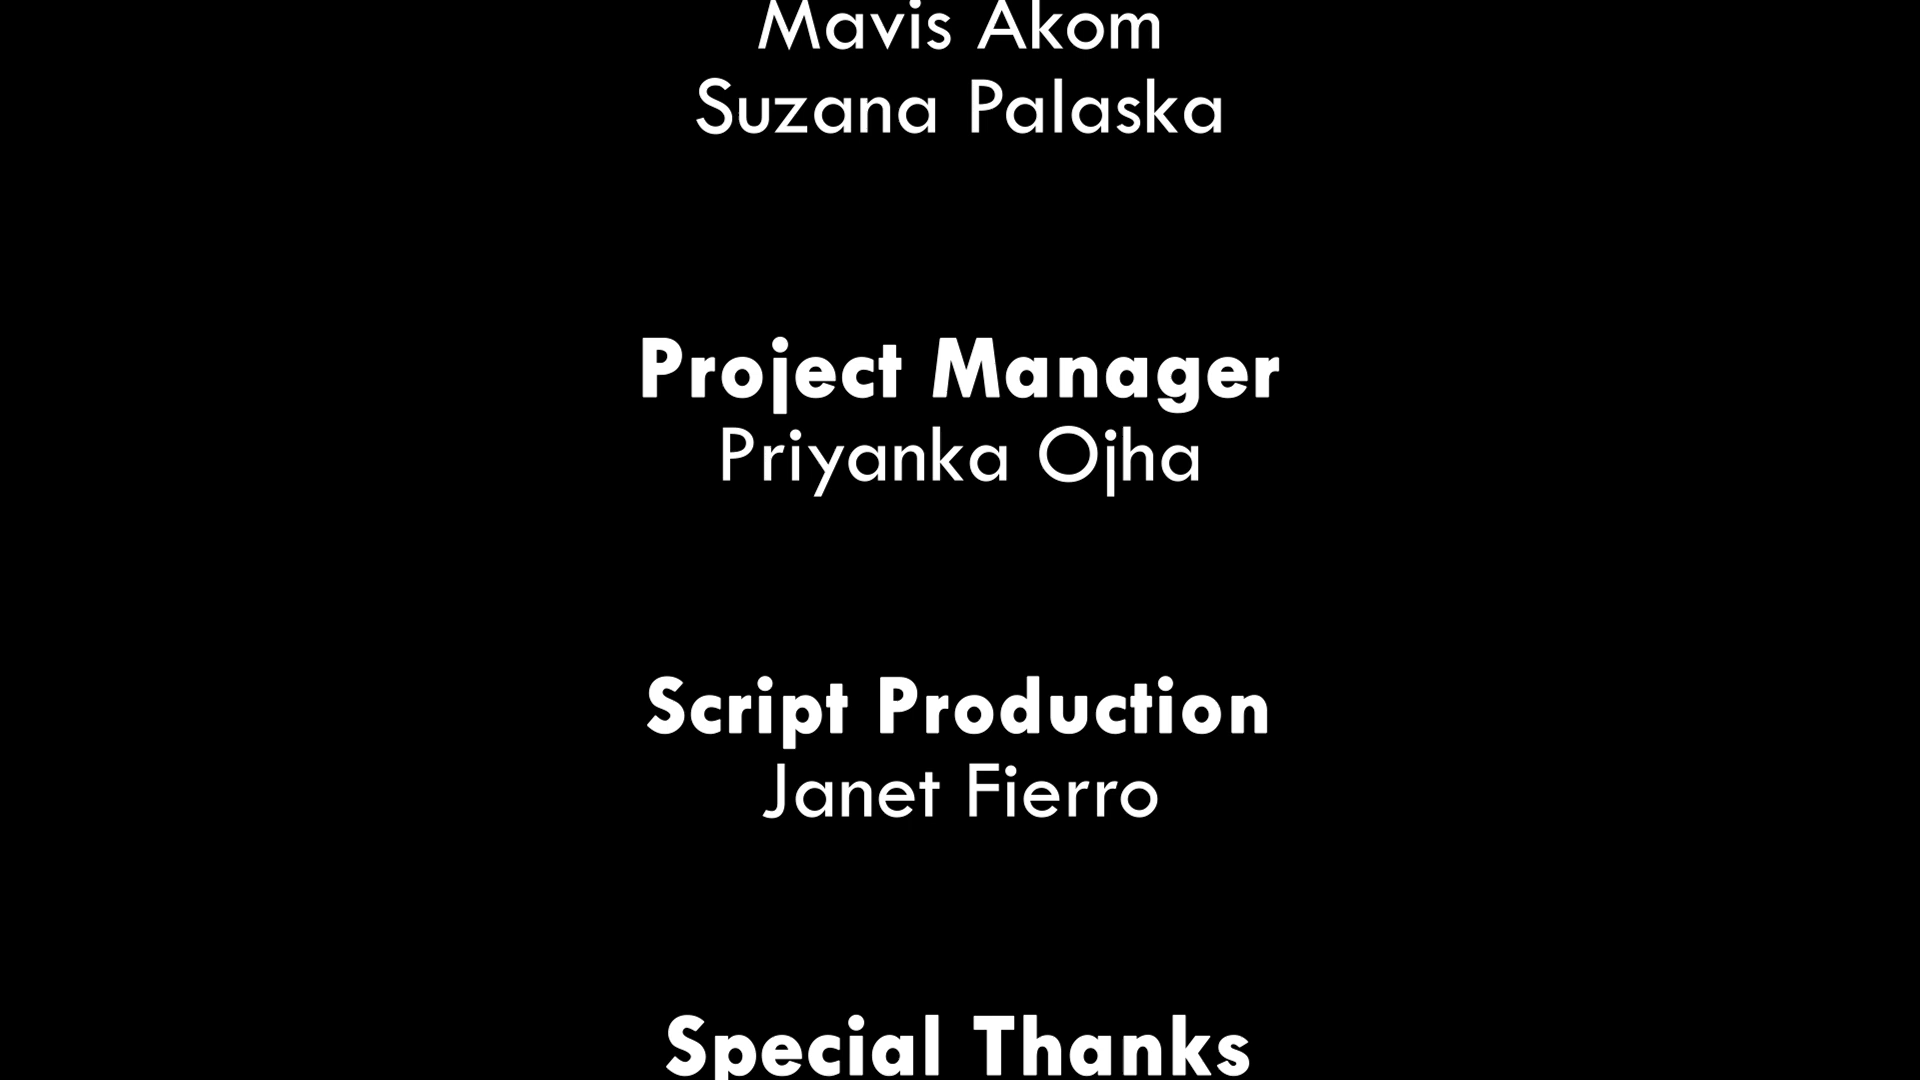 Mavis Akom
Suzana Palaska
Project Manager
Priyanka Ojha
Script Production
Janet Fierro
Special Thanks